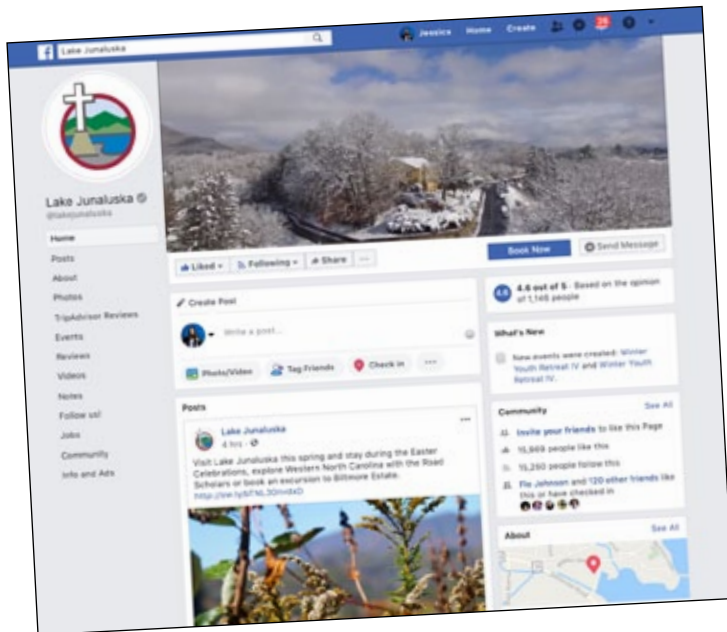 Lake Junaluska
Jessica Home Create
Lake Junaluska
@lakejunaluska
Home
Posts
About
Photos
TripAdvisor Reviews
Events
Reviews
Videos
Notes
Follow us!
Jobs
Community
Info and Ads
Liked Following Share
Book Now Send Message
Create Post
Write a post...
Photo/Video Tag Friends Check in
Posts
Lake Junaluska
4 hrs
Visit Lake Junaluska this spring and stay during the Easter
Celebrations, explore Western North Carolina with the Road
Scholars or book an excursion to Biltmore Estate.
4.6 4.6 out of 5 · Based on the opinion
of 1,146 people
What's New
New events were created: Winter
Youth Retreat IV and Winter Youth
Retreat IV.
Community See All
Invite your friends to like this Page
15,969 people like this
15,260 people follow this
Flo Johnson and 120 other friends like
this or have checked in
About See All